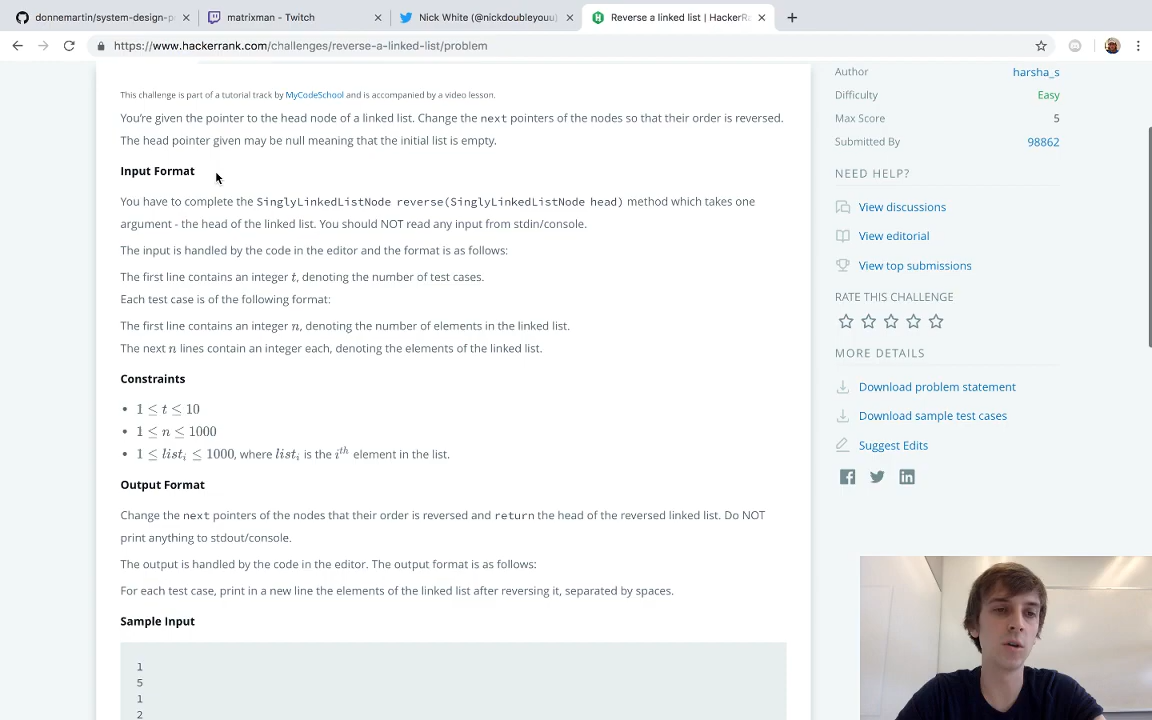 donnemartin/system-design-p
matrixman - Twitch
Nick White (@nickdoubleyouu)
Reverse a linked list | HackerR
https://www.hackerrank.com/challenges/reverse-a-linked-list/problem
This challenge is part of a tutorial track by MyCodeSchool and is accompanied by a video lesson.
You're given the pointer to the head node of a linked list. Change the next pointers of the nodes so that their order is reversed.
The head pointer given may be null meaning that the initial list is empty.
Input Format
You have to complete the SinglyLinkedListNode reverse(SinglyLinkedListNode head) method which takes one
argument - the head of the linked list. You should NOT read any input from stdin/console.
The input is handled by the code in the editor and the format is as follows:
The first line contains an integer t, denoting the number of test cases.
Each test case is of the following format:
The first line contains an integer n, denoting the number of elements in the linked list.
The next n lines contain an integer each, denoting the elements of the linked list.
Constraints
• 1 ≤ t ≤ 10
• 1 ≤ n ≤ 1000
• 1 ≤ listᵢ ≤ 1000, where listᵢ is the iᵗʰ element in the list.
Output Format
Change the next pointers of the nodes that their order is reversed and return the head of the reversed linked list. Do NOT
print anything to stdout/console.
The output is handled by the code in the editor. The output format is as follows:
For each test case, print in a new line the elements of the linked list after reversing it, separated by spaces.
Sample Input
1
5
1
2
Author harsha_s
Difficulty Easy
Max Score 5
Submitted By 98862
NEED HELP?
View discussions
View editorial
View top submissions
RATE THIS CHALLENGE
MORE DETAILS
Download problem statement
Download sample test cases
Suggest Edits